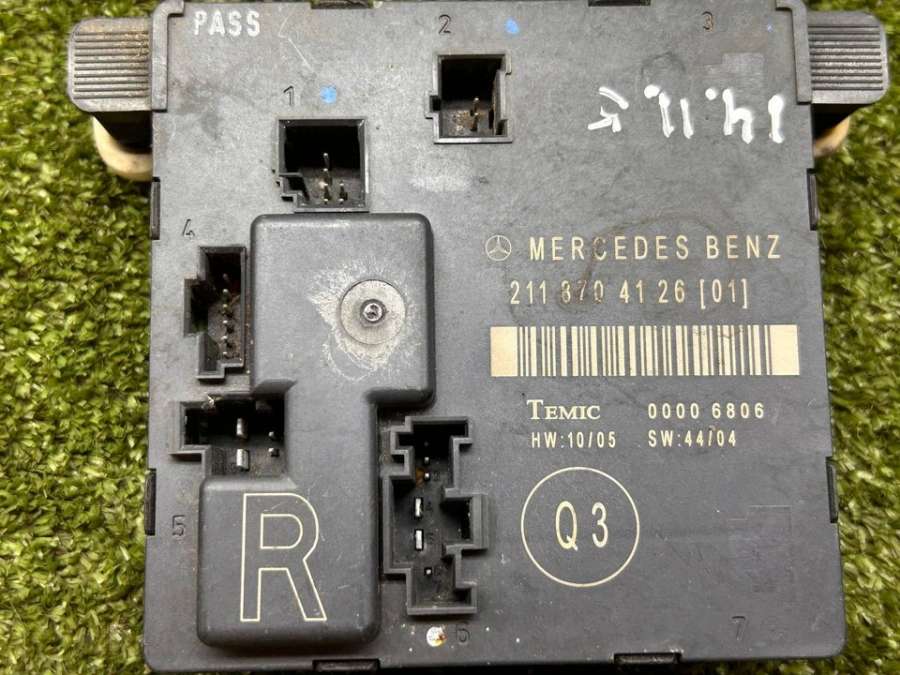 PASS
2
3
1
14.11.5
4
MERCEDES BENZ
211 870 41 26 [01]
TEMIC 0000 6806
HW:10/05 SW:44/04
Q3
R
5
6
7